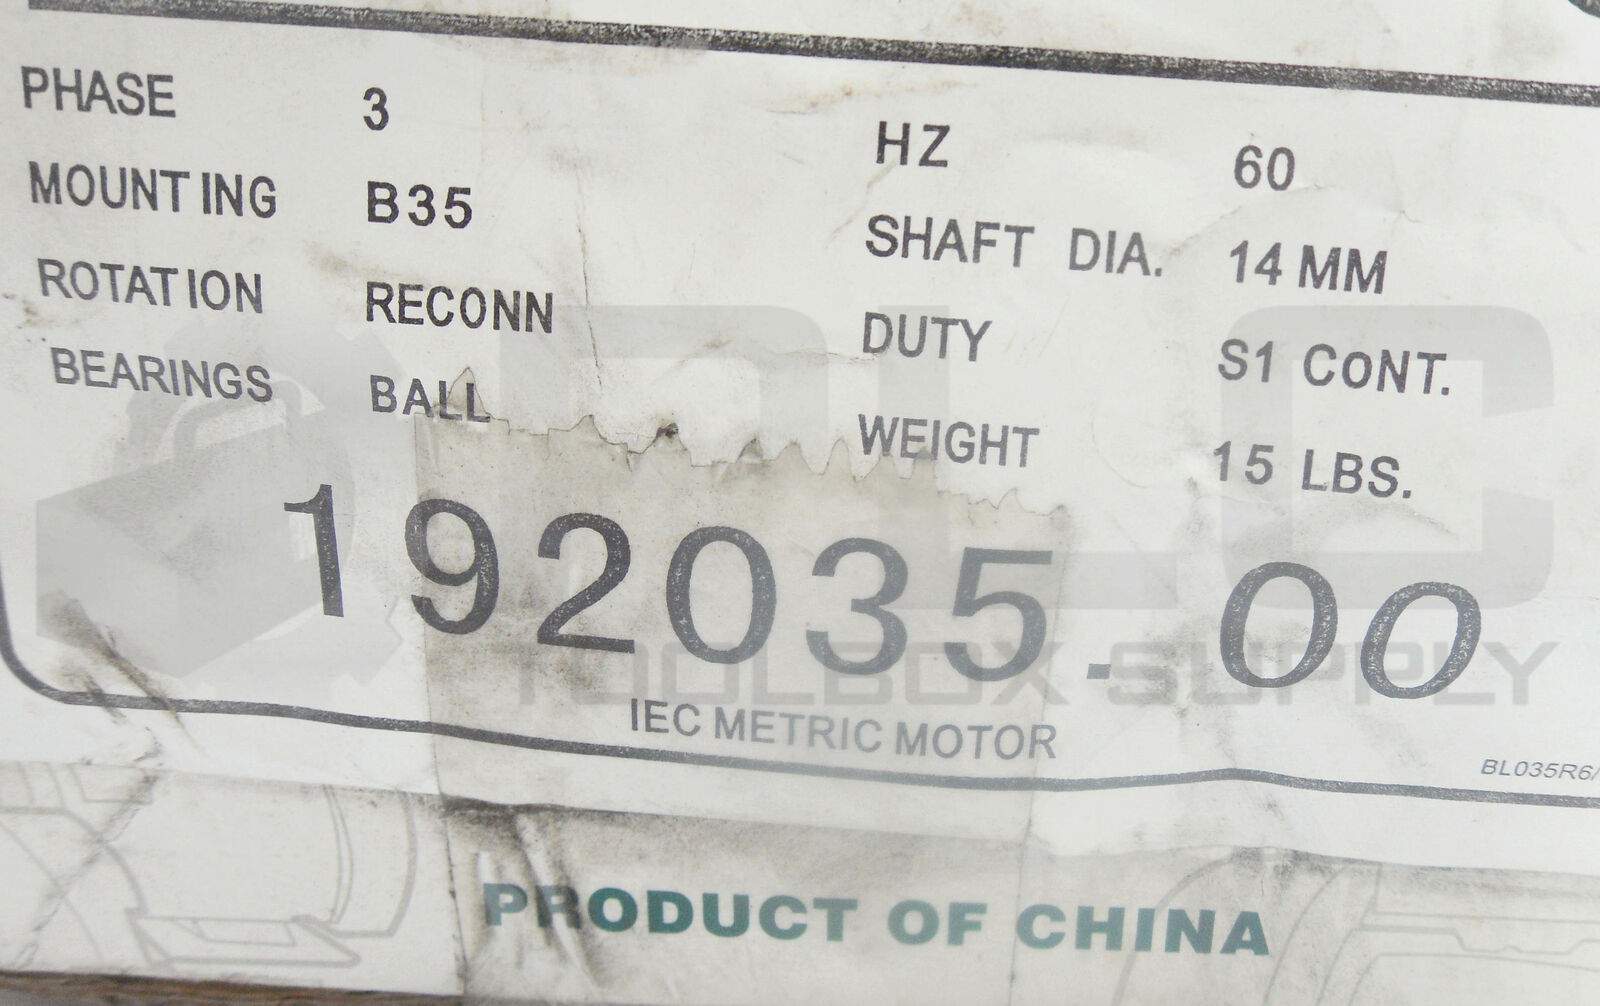 PHASE 3 HZ 60
MOUNTING B35 SHAFT DIA. 14 MM
ROTATION RECONN DUTY S1 CONT.
BEARINGS BALL WEIGHT 15 LBS.
192035.00
TOOLBOX SUPPLY
IEC METRIC MOTOR
BL035R6/
PRODUCT OF CHINA